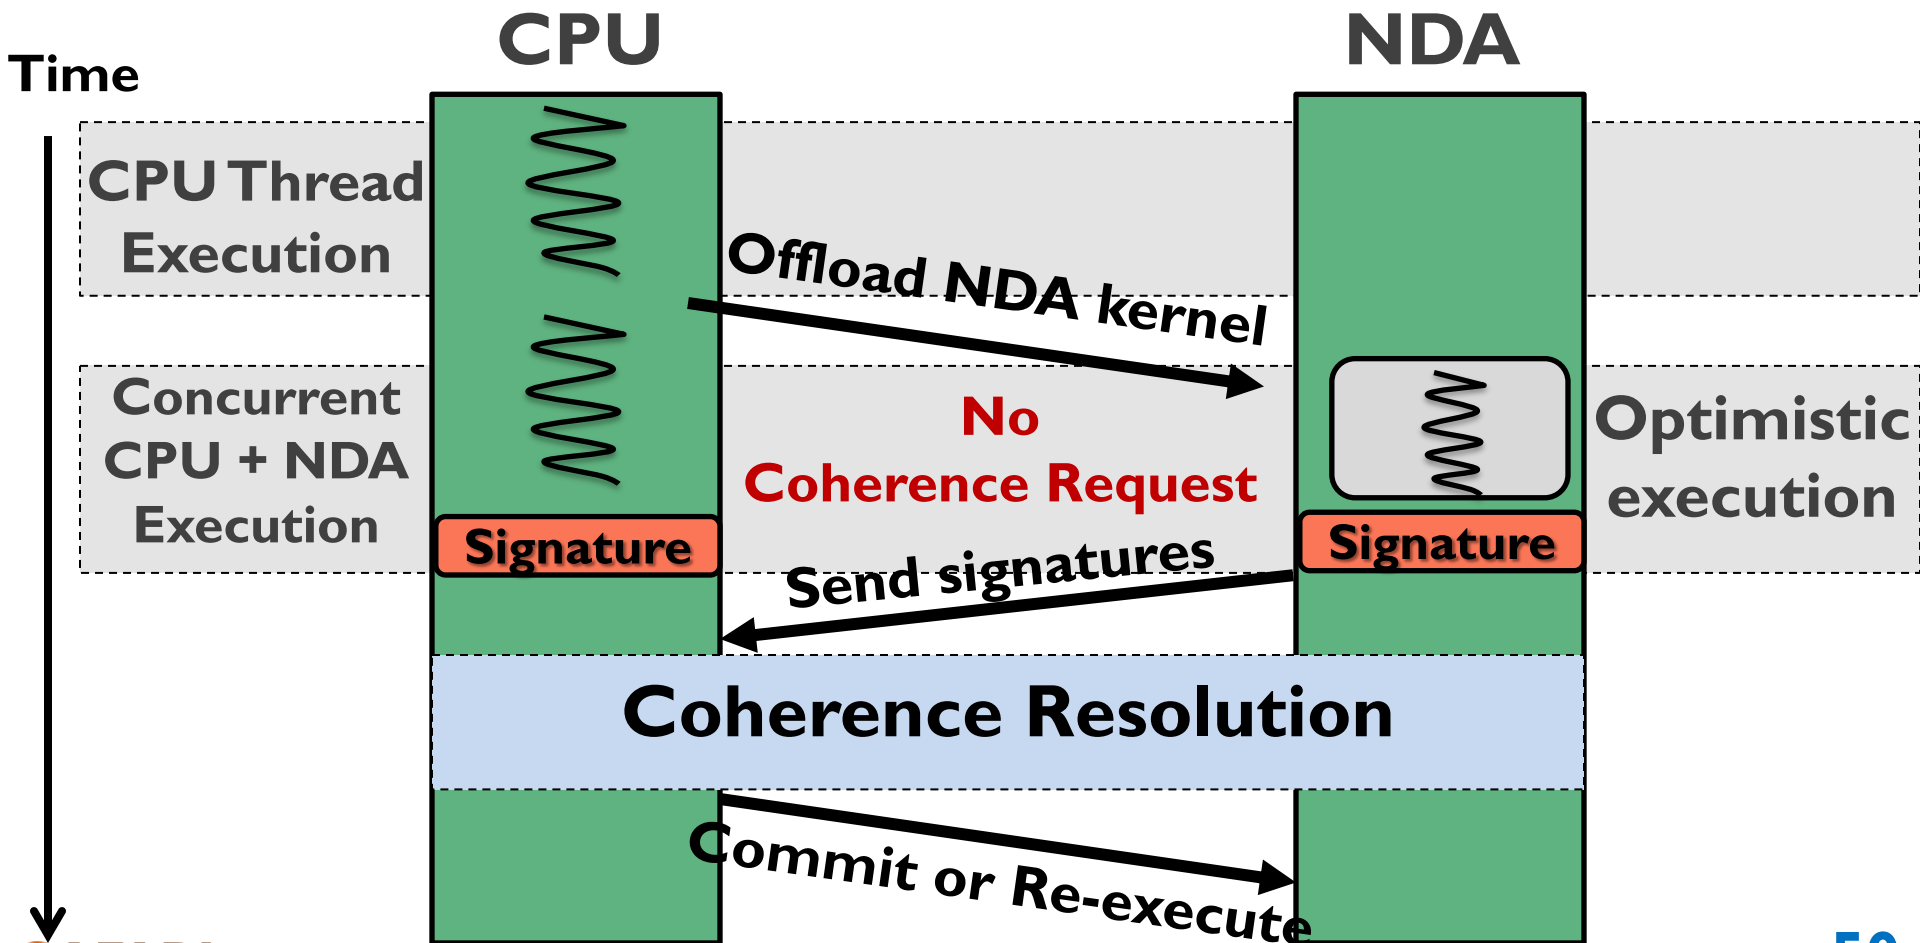 CPU
NDA
Time
CPU Thread
Execution
Offload NDA kernel
Concurrent
CPU + NDA
Execution
No
Coherence Request
Optimistic
execution
Signature
Signature
Send signatures
Coherence Resolution
Commit or Re-execute